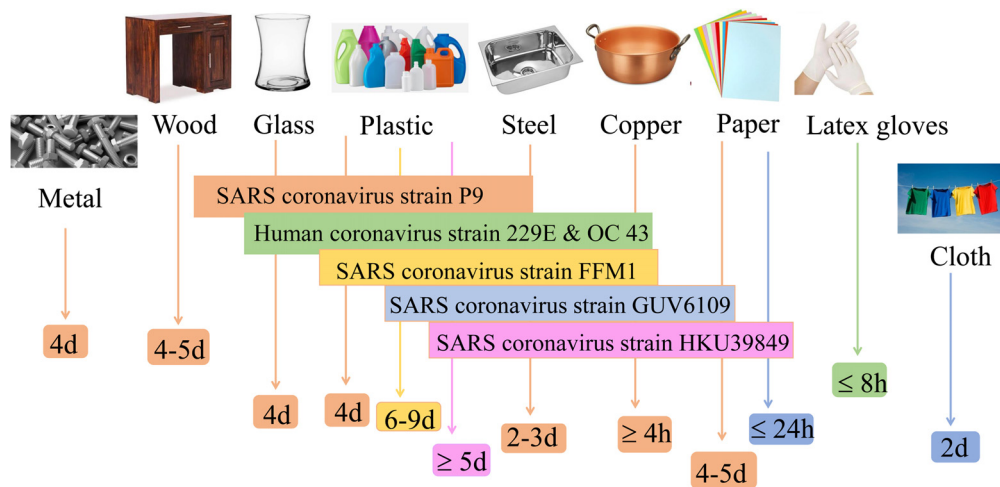 Wood
Glass
Plastic
Steel
Copper
Paper
Latex gloves
Metal
Cloth
SARS coronavirus strain P9
Human coronavirus strain 229E & OC 43
SARS coronavirus strain FFM1
SARS coronavirus strain GUV6109
SARS coronavirus strain HKU39849
4d
4-5d
4d
4d
6-9d
≥ 5d
2-3d
≥ 4h
4-5d
≤ 24h
≤ 8h
2d